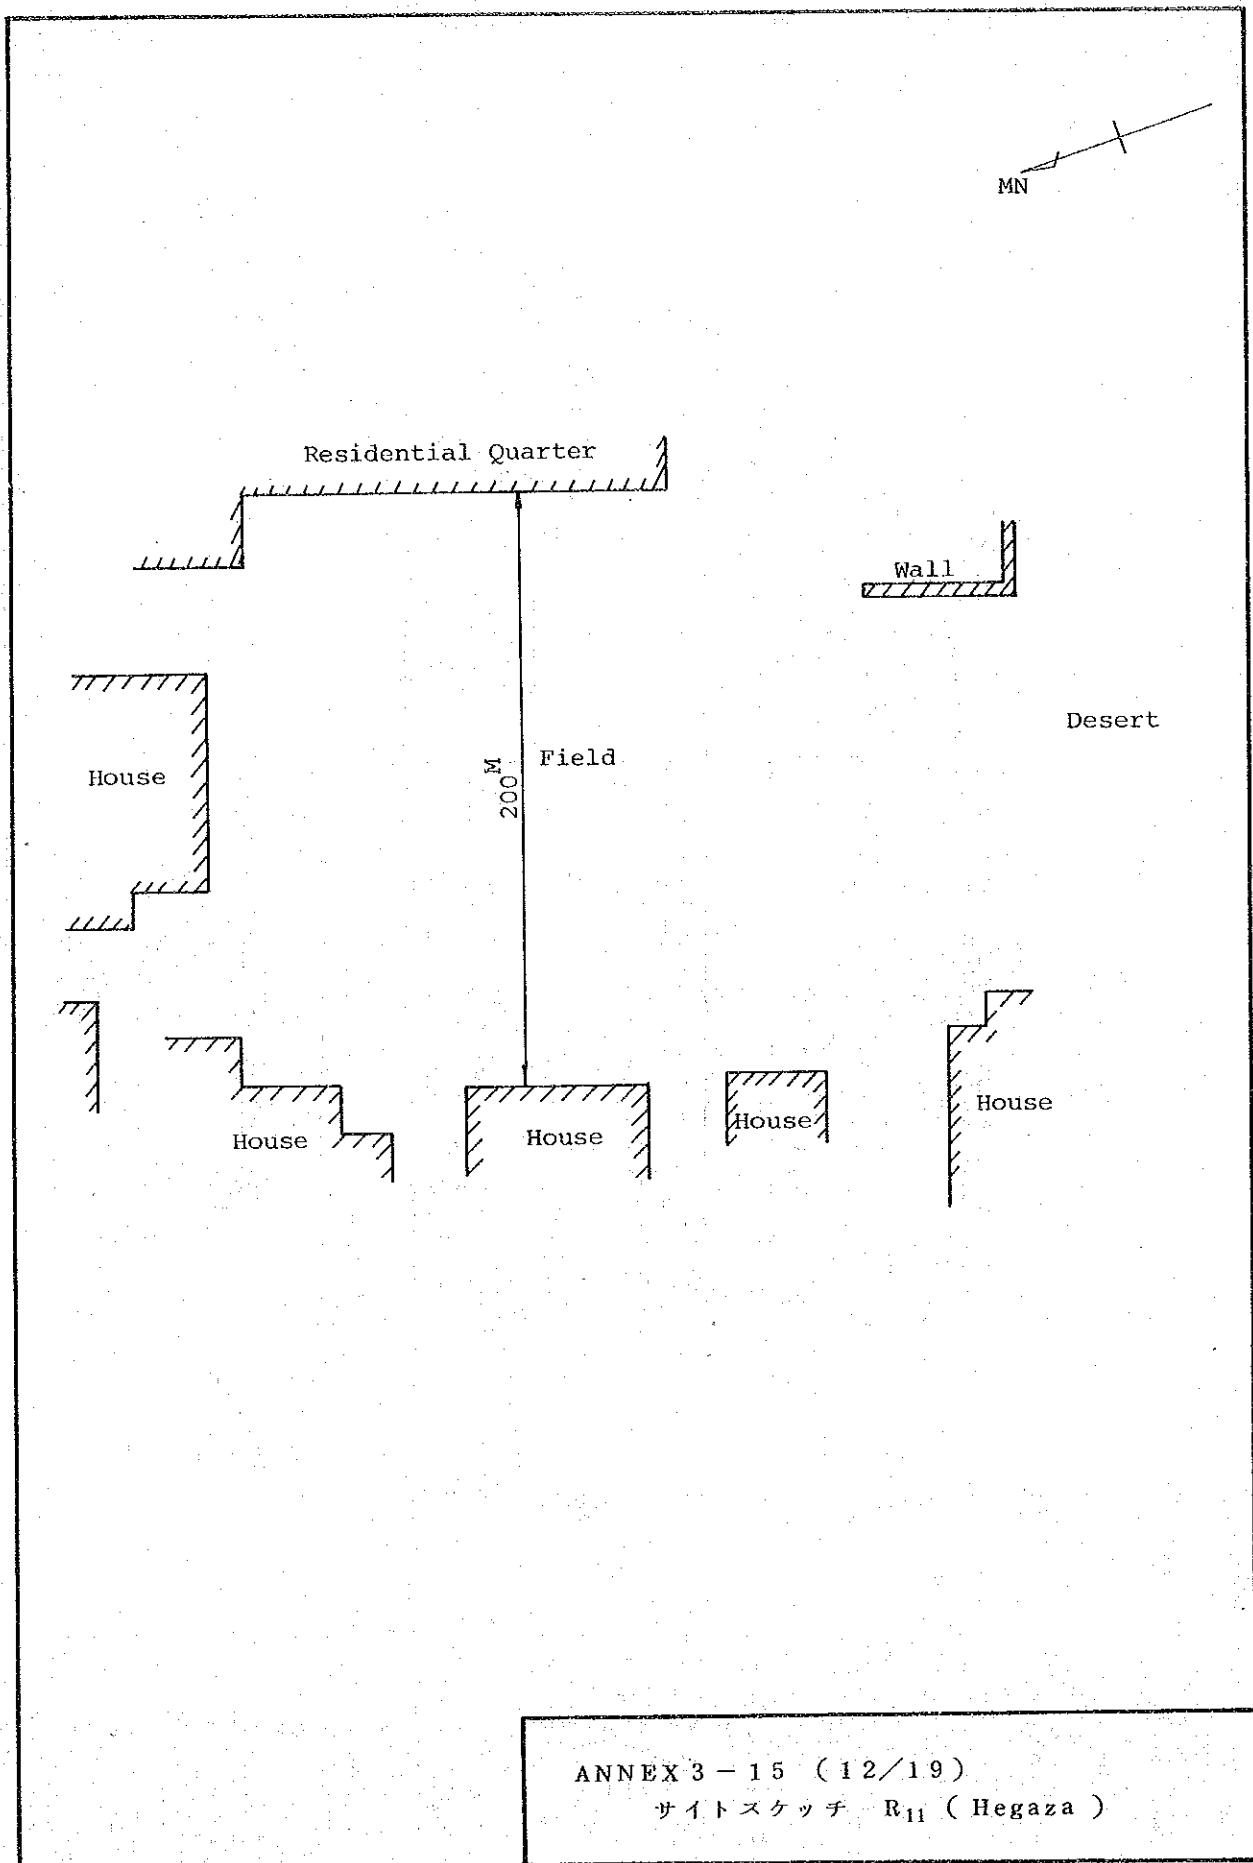 MN
Residential Quarter
Wall
Desert
Field
200M
House
House
House
House
House
ANNEX 3-15 (12/19)
サイトスケッチ R11 ( Hegaza )